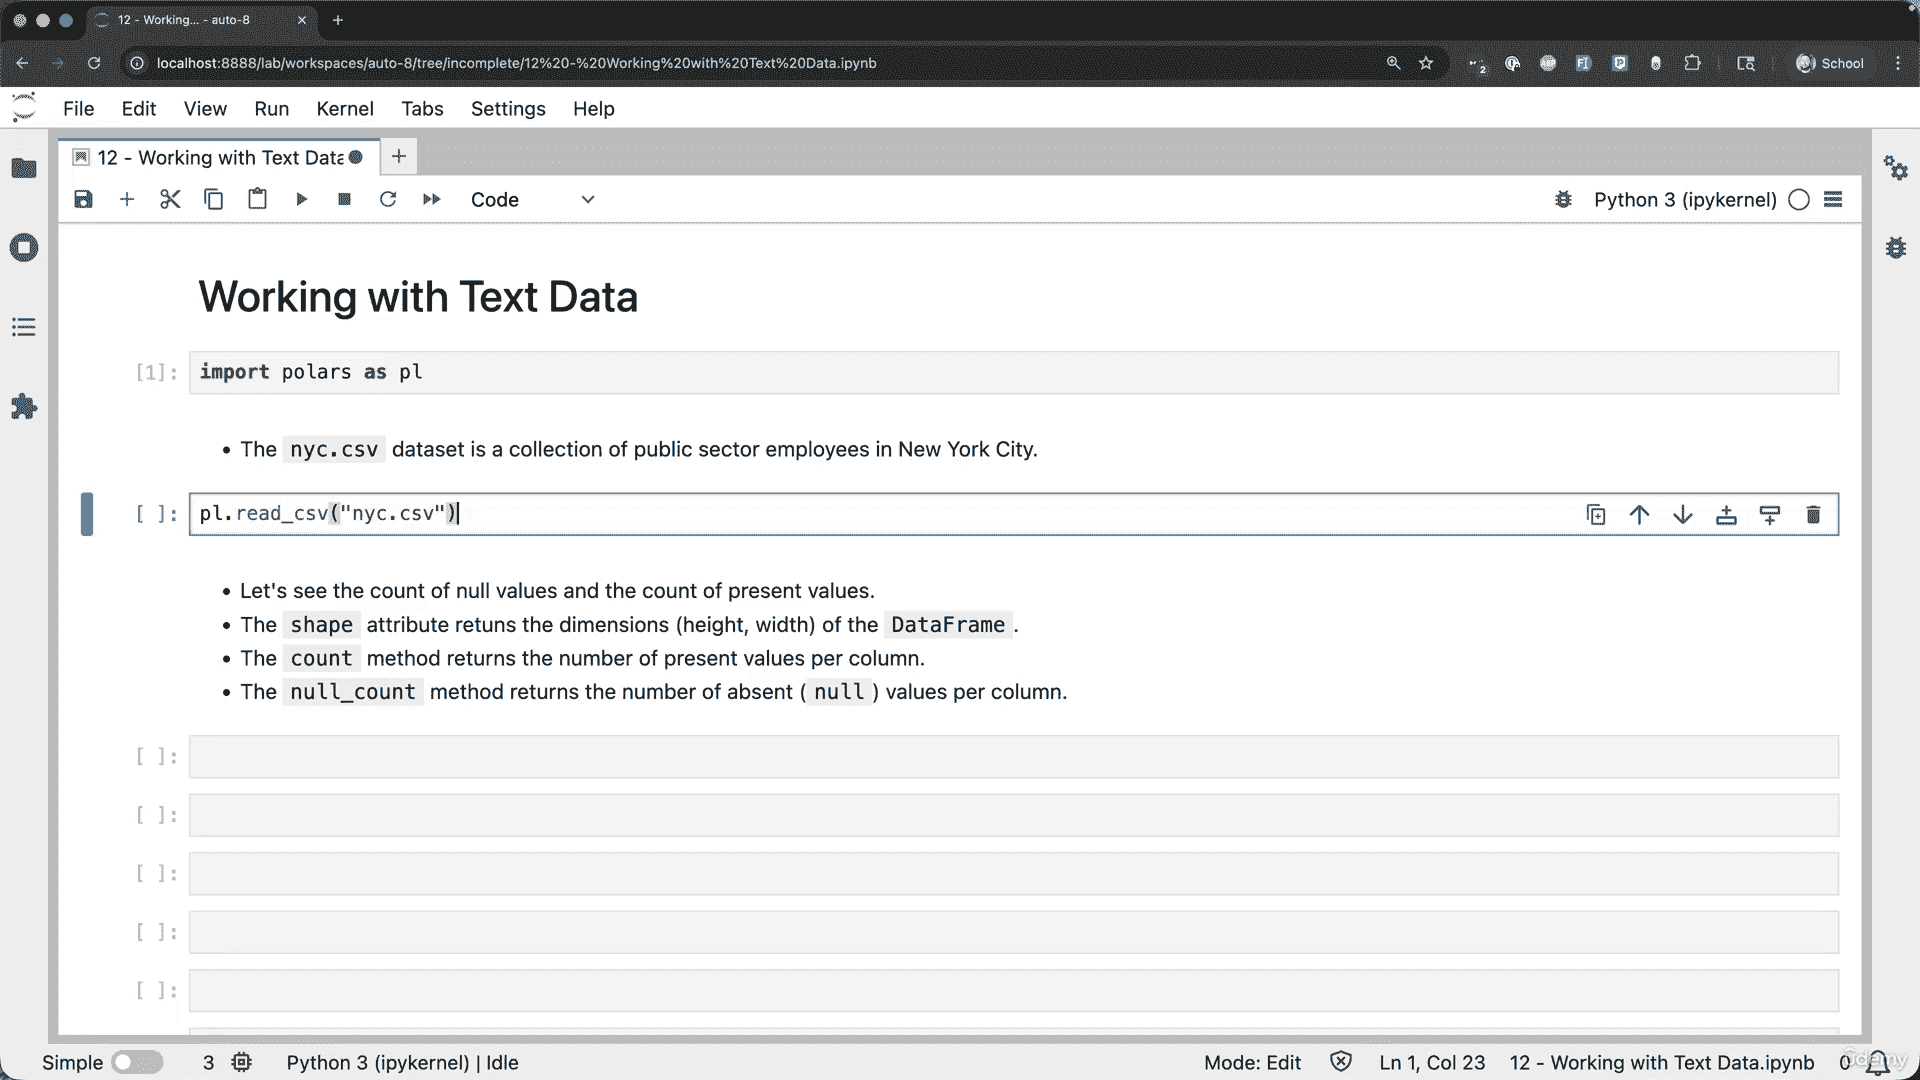 12 - Working... - auto-8
localhost:8888/lab/workspaces/auto-8/tree/incomplete/12%20-%20Working%20with%20Text%20Data.ipynb
2
ABP
School
File Edit View Run Kernel Tabs Settings Help
12 - Working with Text Data
Code
Python 3 (ipykernel)
Working with Text Data
[1]: import polars as pl
• The nyc.csv dataset is a collection of public sector employees in New York City.
[ ]: pl.read_csv("nyc.csv")
• Let's see the count of null values and the count of present values.
• The shape attribute retuns the dimensions (height, width) of the DataFrame .
• The count method returns the number of present values per column.
• The null_count method returns the number of absent ( null ) values per column.
[ ]:
[ ]:
[ ]:
[ ]:
[ ]:
Simple 3 Python 3 (ipykernel) | Idle Mode: Edit Ln 1, Col 23 12 - Working with Text Data.ipynb 0